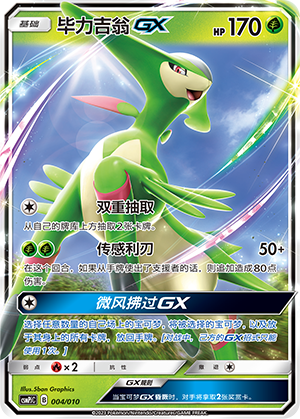 基础 毕力吉翁GX HP 170
双重抽取
从自己的牌库上方抽取2张卡牌。
传感利刃 50+
在这个回合,如果从手牌使出了支援者的话,则追加造成80点
伤害。
微风拂过GX
选择任意数量的自己场上的宝可梦,将被选择的宝可梦,以及放
于其身上的所有卡牌,放回手牌。[对战中,己方的GX招式只能
使用1次。]
弱点 ×2 抗性 撤退
Illus.5ban Graphics GX规则
CSMPiC B 004/010 当宝可梦GX昏厥时,对手将拿取2张奖赏卡。
©2023 Pokémon/Nintendo/Creatures/GAME FREAK